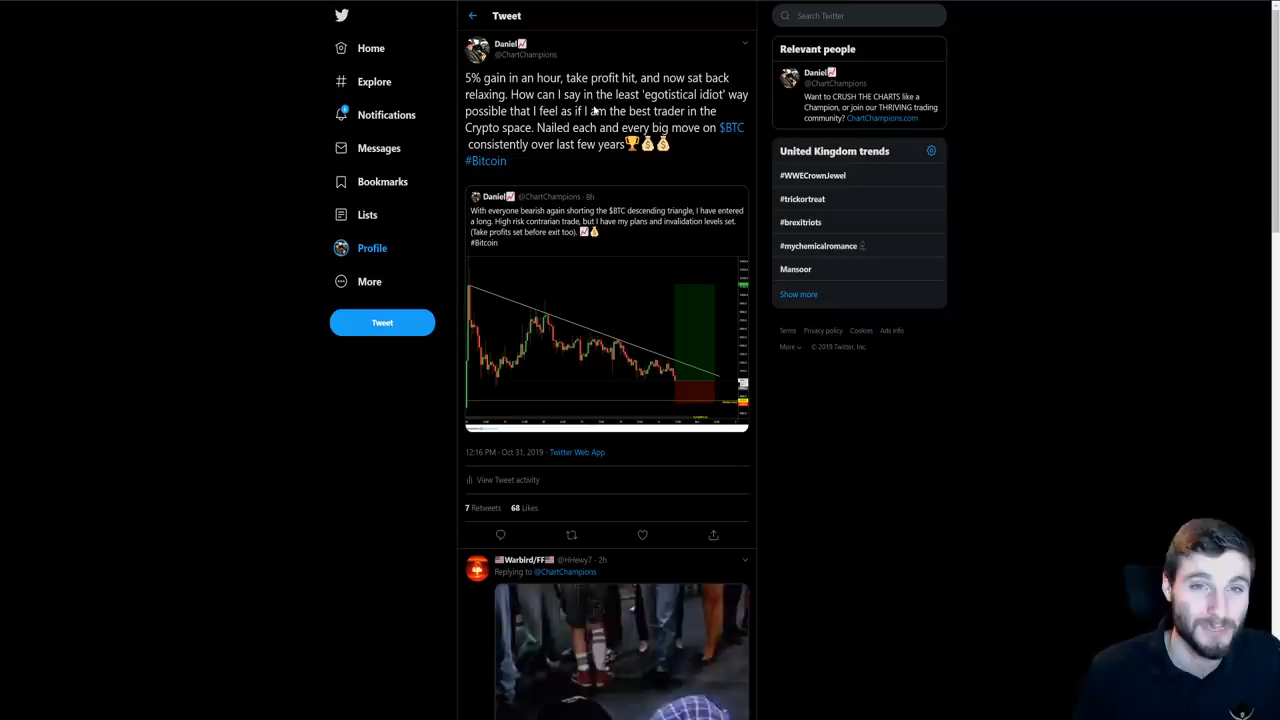 Tweet
Search Twitter
Home
Explore
Notifications
Messages
Bookmarks
Lists
Profile
More
Tweet
Daniel📈
@ChartChampions
5% gain in an hour, take profit hit, and now sat back
relaxing. How can I say in the least 'egotistical idiot' way
possible that I feel as if I am the best trader in the
Crypto space. Nailed each and every big move on $BTC
consistently over last few years🏆💰💰
#Bitcoin
Daniel📈 @ChartChampions · 8h
With everyone bearish again shorting the $BTC descending triangle, I have entered
a long. High risk contrarian trade, but I have my plans and invalidation levels set.
(Take profits set before exit too). 📈💰
#Bitcoin
12:16 PM · Oct 31, 2019 · Twitter Web App
View Tweet activity
7 Retweets 68 Likes
🇺🇸Warbird/FF🇺🇸 @HHewy7 · 2h
Replying to @ChartChampions
Relevant people
Daniel📈
@ChartChampions
Want to CRUSH THE CHARTS like a
Champion, or join our THRIVING trading
community? ChartChampions.com
United Kingdom trends
#WWECrownJewel
#trickortreat
#brexitriots
#mychemicalromance
Mansoor
Show more
Terms Privacy policy Cookies Ads info
More © 2019 Twitter, Inc.